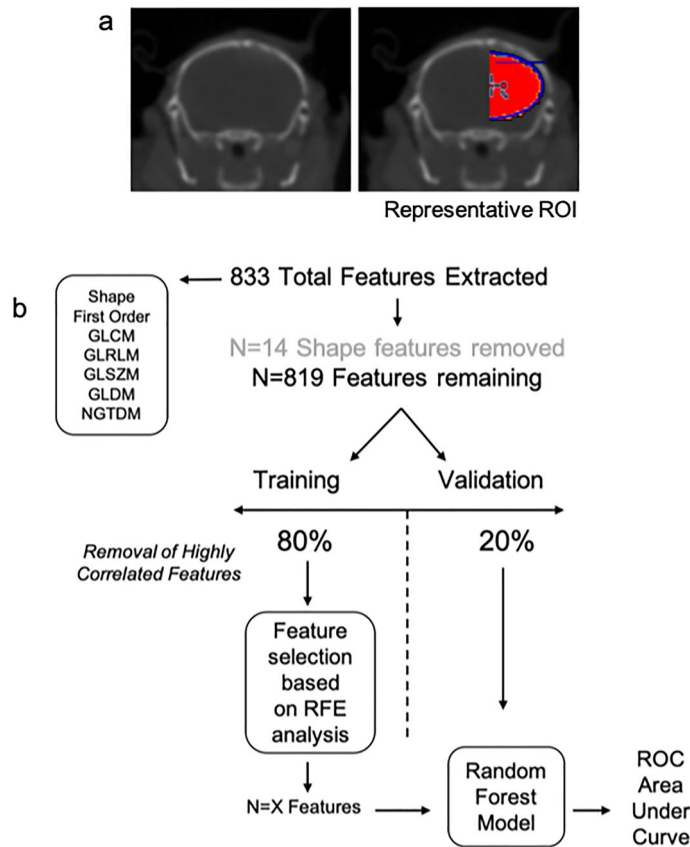 a
Representative ROI
b
833 Total Features Extracted
Shape
First Order
GLCM
GLRLM
GLSZM
GLDM
NGTDM
N=14 Shape features removed
N=819 Features remaining
Training
Validation
Removal of Highly
Correlated Features
80%
20%
Feature
selection
based
on RFE
analysis
N=X Features
Random
Forest
Model
ROC
Area
Under
Curve